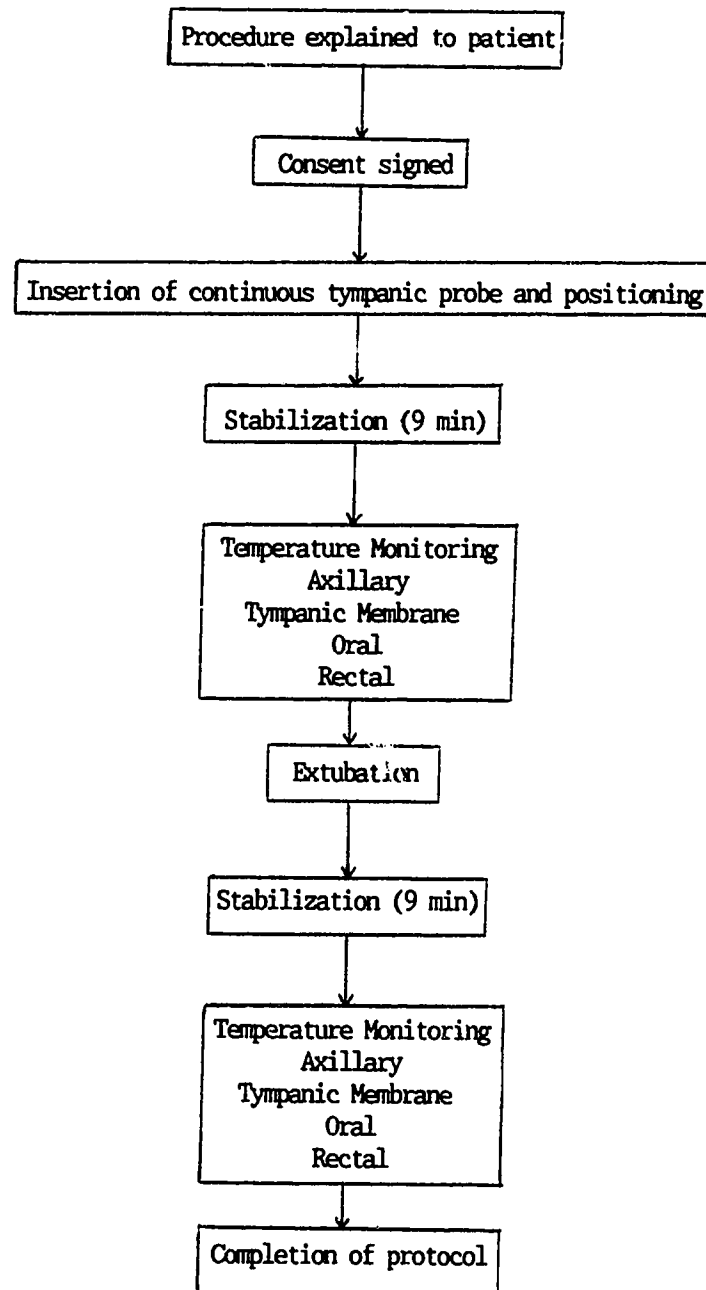 Procedure explained to patient
Consent signed
Insertion of continuous tympanic probe and positioning
Stabilization (9 min)
Temperature Monitoring
Axillary
Tympanic Membrane
Oral
Rectal
Extubation
Stabilization (9 min)
Temperature Monitoring
Axillary
Tympanic Membrane
Oral
Rectal
Completion of protocol